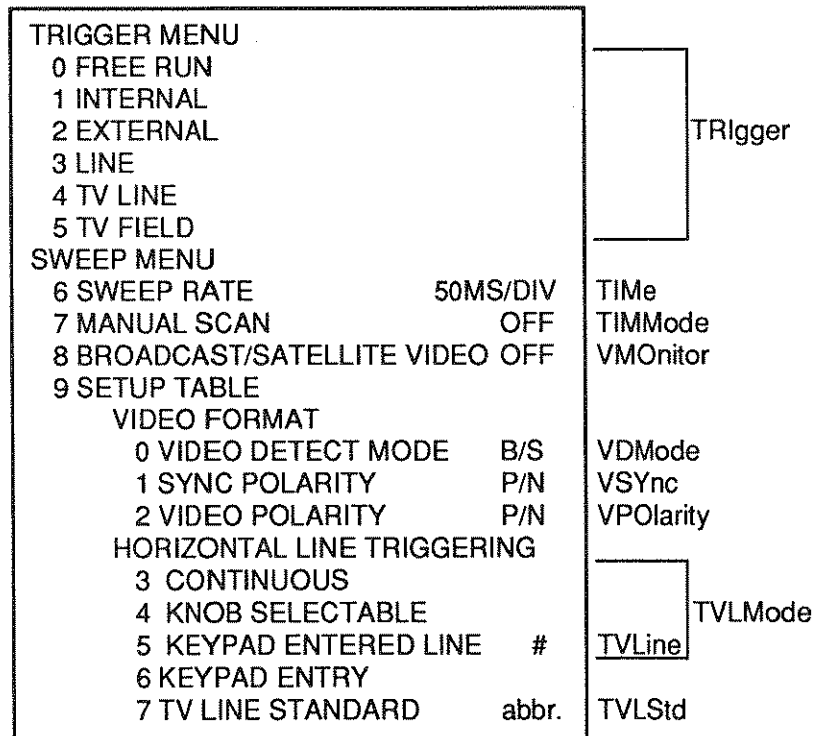 TRIGGER MENU
0 FREE RUN
1 INTERNAL
2 EXTERNAL TRIgger
3 LINE
4 TV LINE
5 TV FIELD
SWEEP MENU
6 SWEEP RATE 50MS/DIV TIMe
7 MANUAL SCAN OFF TIMMode
8 BROADCAST/SATELLITE VIDEO OFF VMOnitor
9 SETUP TABLE
VIDEO FORMAT
0 VIDEO DETECT MODE B/S VDMode
1 SYNC POLARITY P/N VSYnc
2 VIDEO POLARITY P/N VPOlarity
HORIZONTAL LINE TRIGGERING
3 CONTINUOUS
4 KNOB SELECTABLE TVLMode
5 KEYPAD ENTERED LINE # TVLine
6 KEYPAD ENTRY
7 TV LINE STANDARD abbr. TVLStd